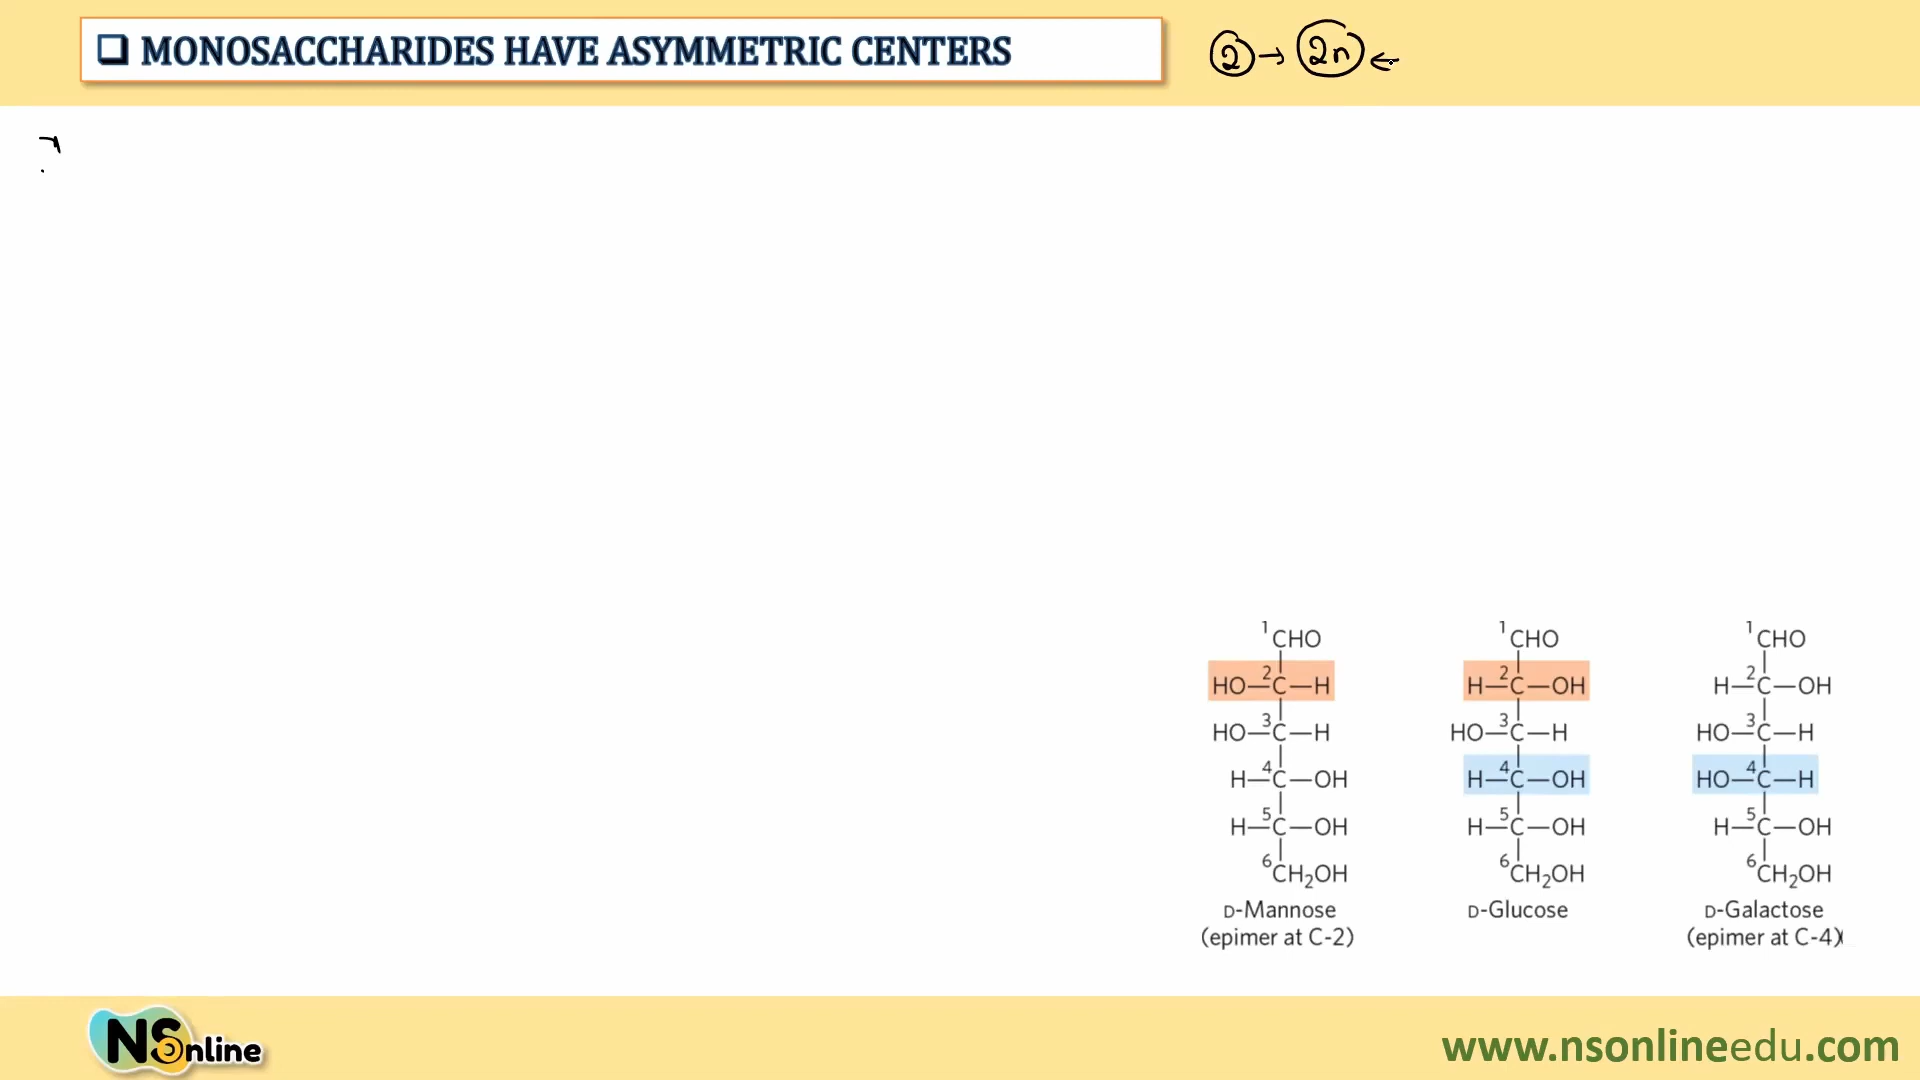 ❑ MONOSACCHARIDES HAVE ASYMMETRIC CENTERS
2 → 2n ←
1CHO
HO—2C—H
HO—3C—H
H—4C—OH
H—5C—OH
6CH₂OH
D-Mannose
(epimer at C-2)
1CHO
H—2C—OH
HO—3C—H
H—4C—OH
H—5C—OH
6CH₂OH
D-Glucose
1CHO
H—2C—OH
HO—3C—H
HO—4C—H
H—5C—OH
6CH₂OH
D-Galactose
(epimer at C-4)
NSOnline
www.nsonlineedu.com